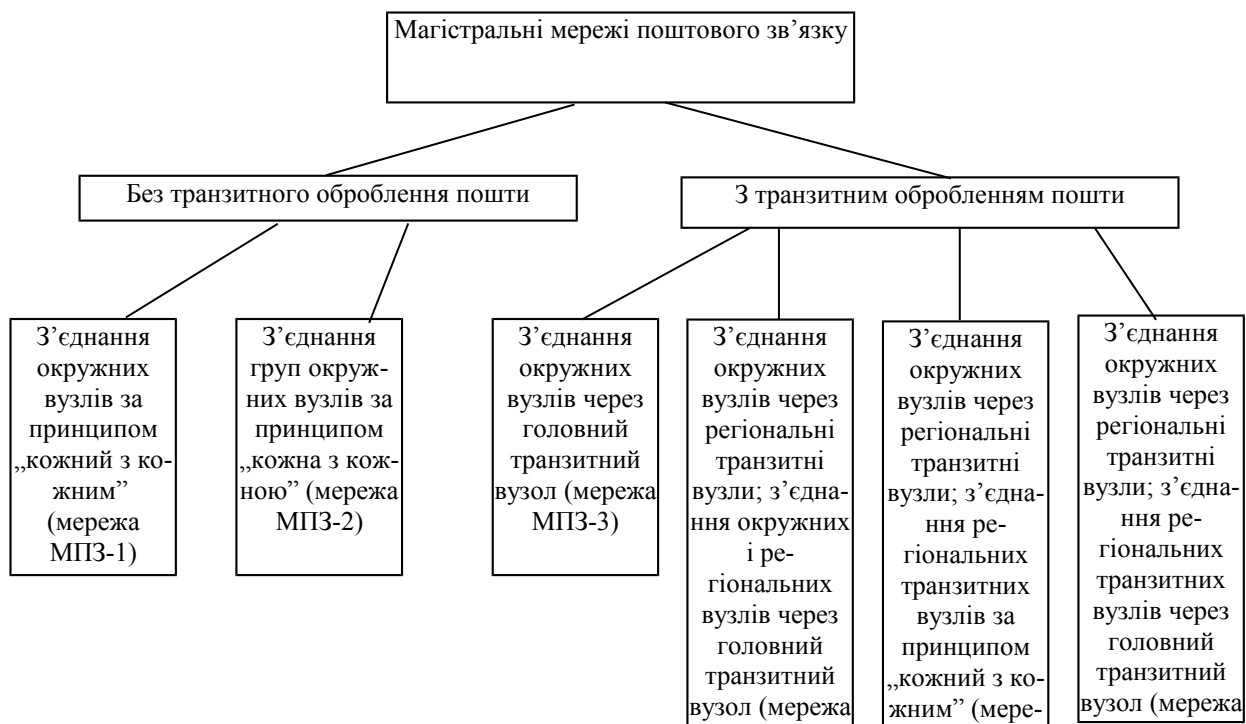 Магістральні мережі поштового зв’язку
Без транзитного оброблення пошти
З транзитним обробленням пошти
З’єднання
окружних
вузлів за
принципом
„кожний з ко-
жним”
(мережа
МПЗ-1)
З’єднання
груп окруж-
них вузлів за
принципом
„кожна з кож-
ною” (мережа
МПЗ-2)
З’єднання
окружних
вузлів через
головний
транзитний
вузол (мережа
МПЗ-3)
З’єднання
окружних
вузлів через
регіональні
транзитні
вузли; з’єдна-
ння окружних
і ре-
гіональних
вузлів через
головний
транзитний
вузол (мережа
З’єднання
окружних
вузлів через
регіональні
транзитні
вузли; з’єдна-
ння ре-
гіональних
транзитних
вузлів за
принципом
„кожний з ко-
жним” (мере-
З’єднання
окружних
вузлів через
регіональні
транзитні
вузли; з’єдна-
ння ре-
гіональних
транзитних
вузлів через
головний
транзитний
вузол (мережа